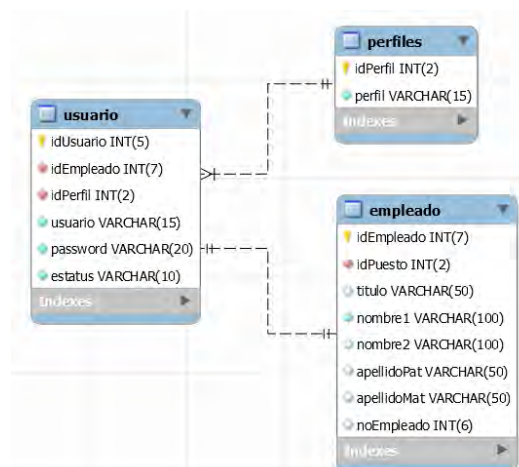 perfiles
idPerfil INT(2)
perfil VARCHAR(15)
Indexes
usuario
idUsuario INT(5)
idEmpleado INT(7)
idPerfil INT(2)
usuario VARCHAR(15)
password VARCHAR(20)
estatus VARCHAR(10)
Indexes
empleado
idEmpleado INT(7)
idPuesto INT(2)
titulo VARCHAR(50)
nombre1 VARCHAR(100)
nombre2 VARCHAR(100)
apellidoPat VARCHAR(50)
apellidoMat VARCHAR(50)
noEmpleado INT(6)
Indexes